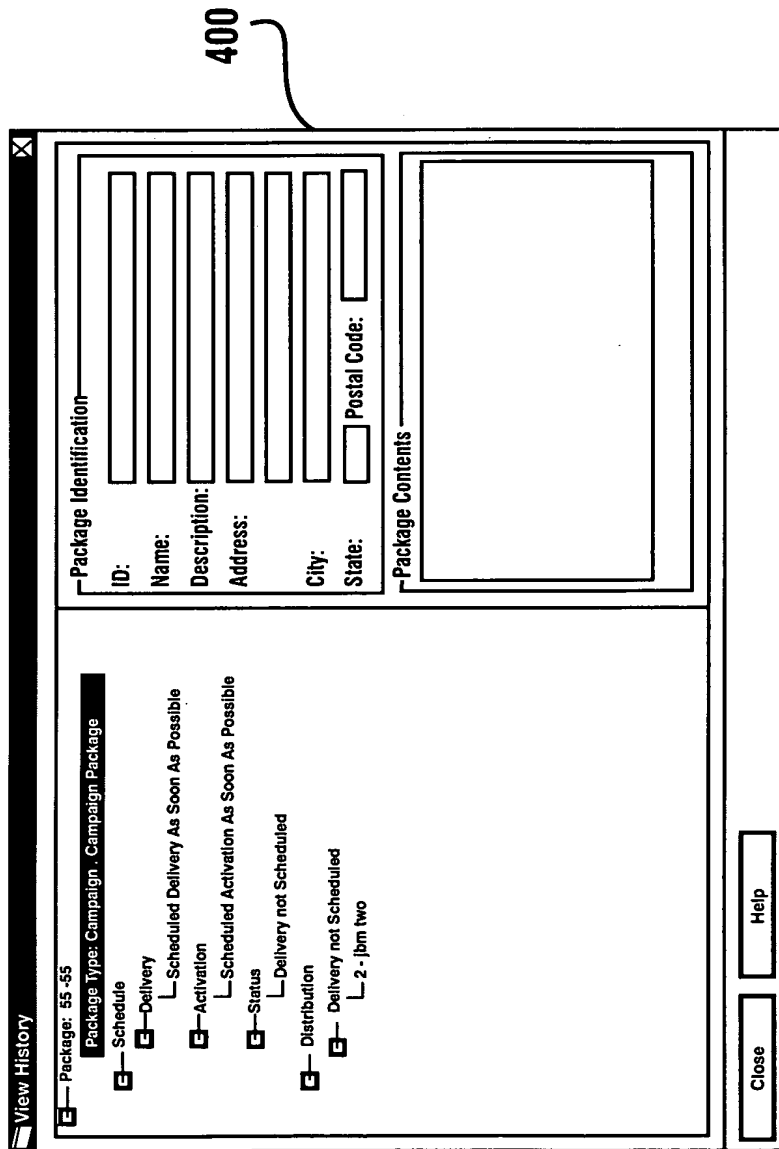 400
View History
Package: 55 -55
Package Type: Campaign . Campaign Package
Schedule
Delivery
Scheduled Delivery As Soon As Possible
Activation
Scheduled Activation As Soon As Possible
Status
Delivery not Scheduled
Distribution
Delivery not Scheduled
2 - jbm two
Package Identification
ID:
Name:
Description:
Address:
City:
State:
Postal Code:
Package Contents
Close
Help